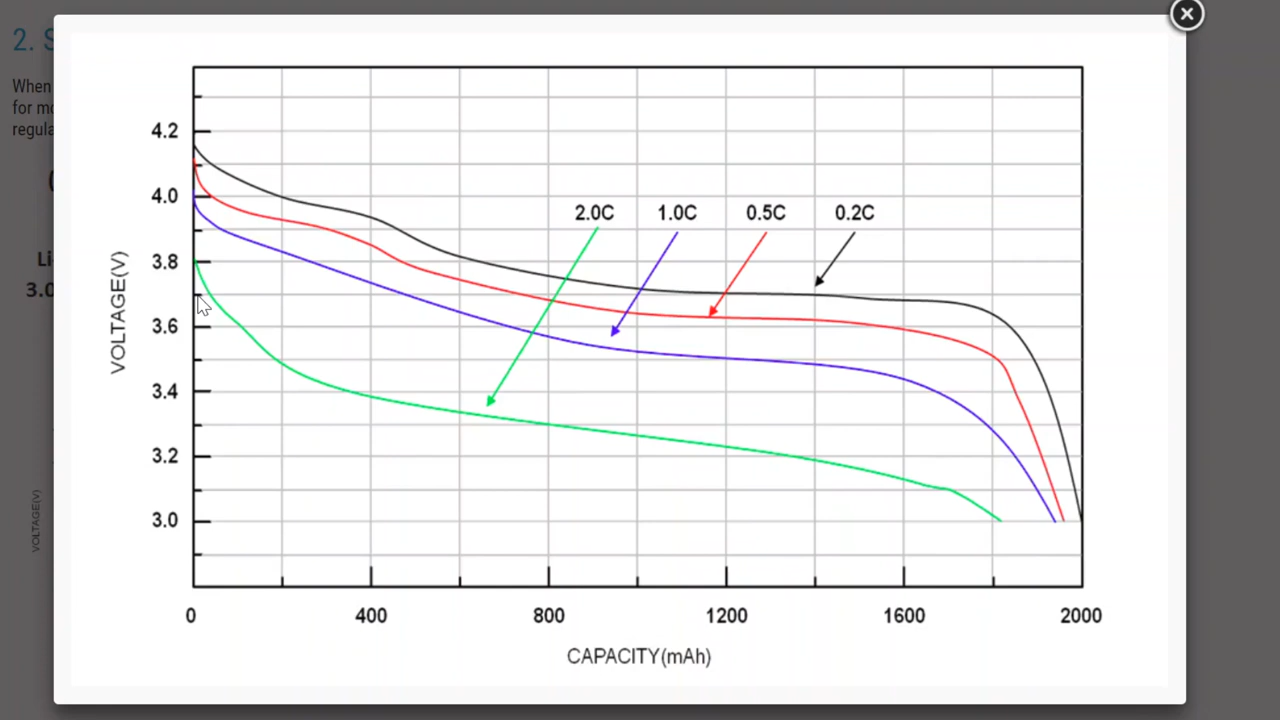 2. S
When
for mo
regula
(
Li
3.0
VOLTAGE(V)
4.2
4.0
3.8
3.6
3.4
3.2
3.0
VOLTAGE(V)
2.0C 1.0C 0.5C 0.2C
0 400 800 1200 1600 2000
CAPACITY(mAh)